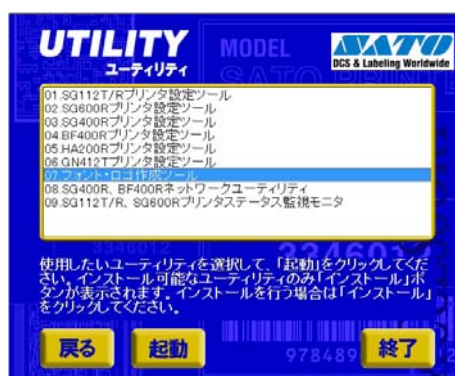 UTILITY
ユーティリティ
MODEL
SATO
DCS & Labeling Worldwide
01.SG112T/Rプリンタ設定ツール
02.SG600Rプリンタ設定ツール
03.SG400Rプリンタ設定ツール
04.BF400Rプリンタ設定ツール
05.HA200Rプリンタ設定ツール
06.GN412Tプリンタ設定ツール
07.フォント・ロゴ作成ツール
08.SG400R、BF400Rネットワークユーティリティ
09.SG112T/R、SG600Rプリンタステータス監視モニタ
3346012
334601
使用したいユーティリティを選択して、「起動」をクリックしてくだ
さい。インストール可能なユーティリティのみ「インストール」ボ
タンが表示されます。インストールを行う場合は「インストール」
をクリックしてください。
戻る
起動
978489
終了